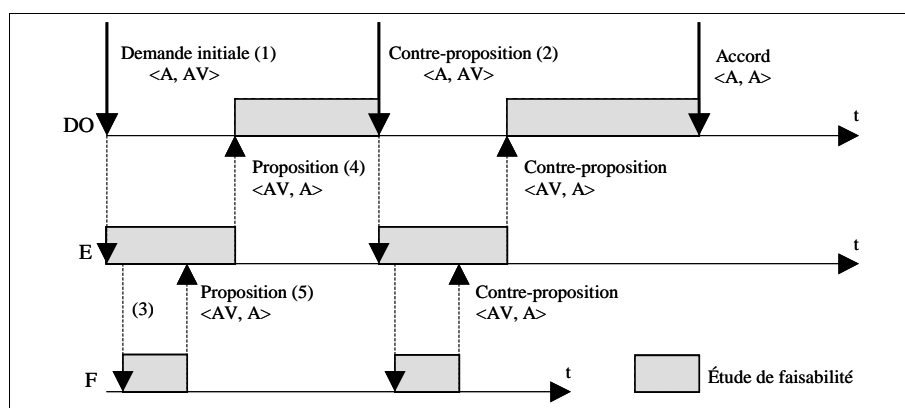 Demande initiale (1)
<A, AV>
Contre-proposition (2)
<A, AV>
Accord
<A, A>
DO
t
Proposition (4)
<AV, A>
Contre-proposition
<AV, A>
E
t
(3)
Proposition (5)
<AV, A>
Contre-proposition
<AV, A>
F
t
Étude de faisabilité